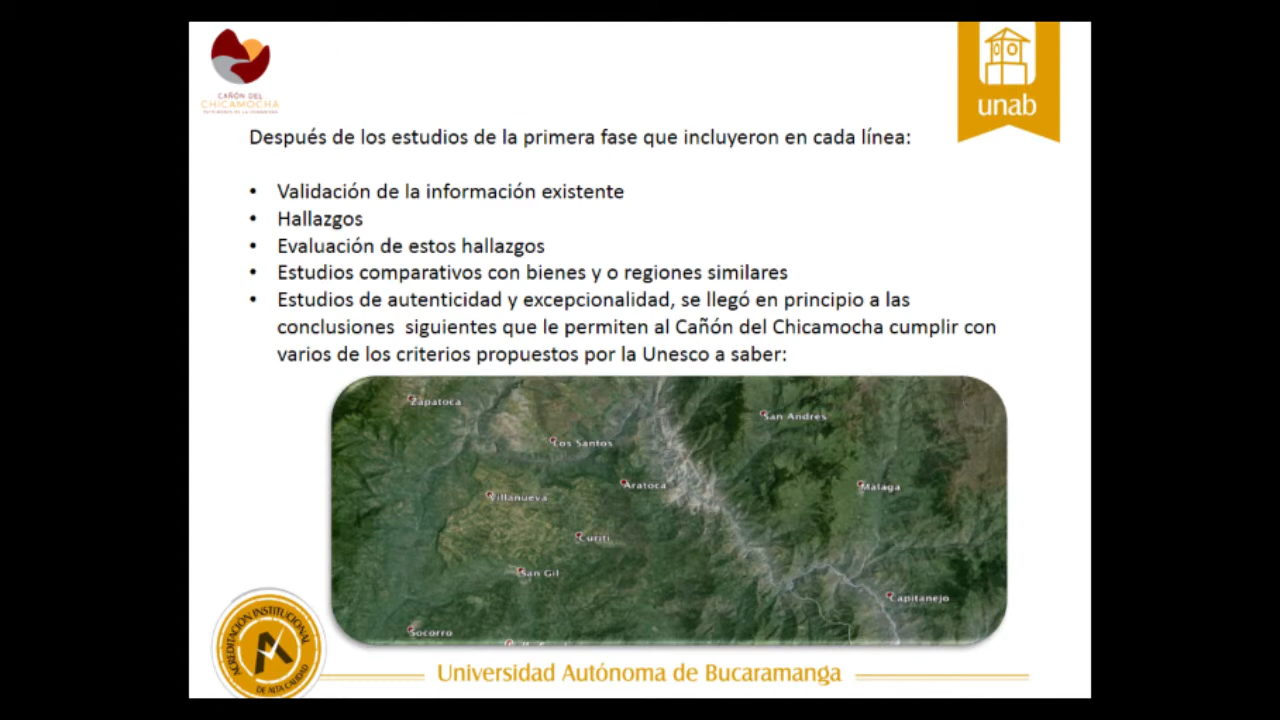 CAÑÓN DEL
CHICAMOCHA
unab
Después de los estudios de la primera fase que incluyeron en cada línea:
• Validación de la información existente
• Hallazgos
• Evaluación de estos hallazgos
• Estudios comparativos con bienes y o regiones similares
• Estudios de autenticidad y excepcionalidad, se llegó en principio a las
conclusiones siguientes que le permiten al Cañón del Chicamocha cumplir con
varios de los criterios propuestos por la Unesco a saber:
Zapatoca
San Andres
Los Santos
Aratoca
Málaga
Villanueva
Curití
San Gil
Capitanejo
Socorro
ACREDITACIÓN INSTITUCIONAL
DE ALTA CALIDAD
Universidad Autónoma de Bucaramanga